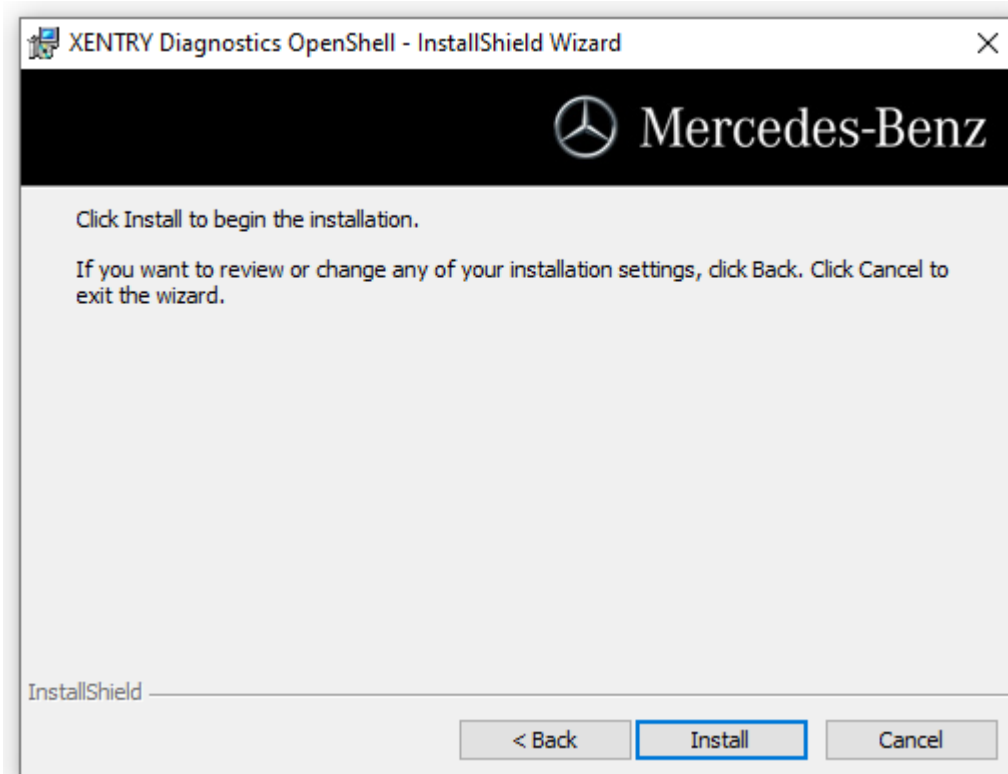 XENTRY Diagnostics OpenShell - InstallShield Wizard
Mercedes-Benz
Click Install to begin the installation.
If you want to review or change any of your installation settings, click Back. Click Cancel to
exit the wizard.
InstallShield
< Back
Install
Cancel